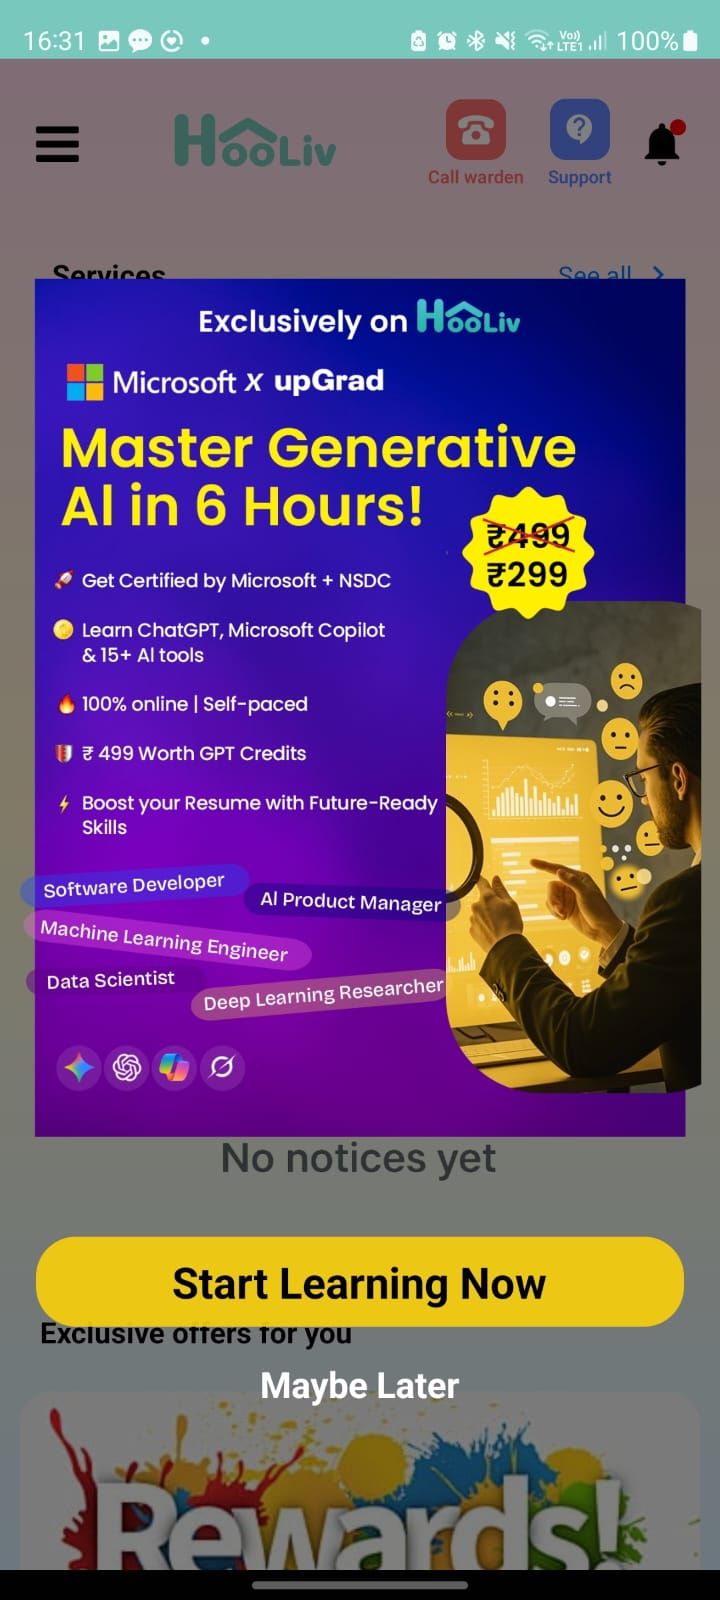 16:31
Vo))
LTE1
100%
HooLiv
Call warden
Support
Services
See all
Exclusively on HooLiv
Microsoft x upGrad
Master Generative
AI in 6 Hours!
₹499
₹299
Get Certified by Microsoft + NSDC
Learn ChatGPT, Microsoft Copilot
& 15+ AI tools
100% online | Self-paced
₹ 499 Worth GPT Credits
Boost your Resume with Future-Ready
Skills
Software Developer
AI Product Manager
Machine Learning Engineer
Data Scientist
Deep Learning Researcher
No notices yet
Start Learning Now
Exclusive offers for you
Maybe Later
Rewards!